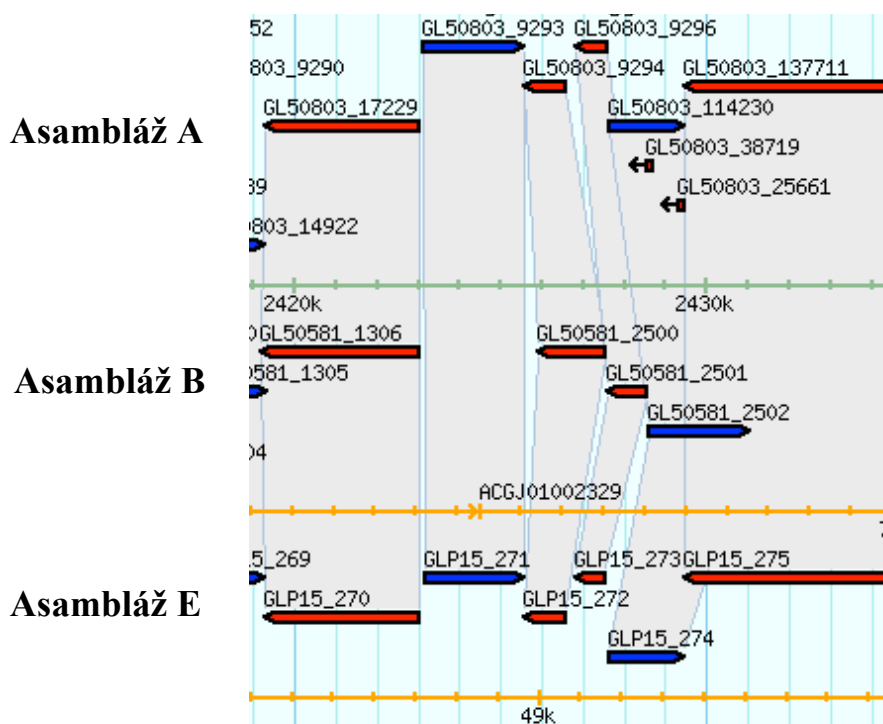 52 GL50803_9293 GL50803_9296
803_9290 GL50803_9294 GL50803_137711
GL50803_17229 GL50803_114230
Asambláž A
GL50803_38719
39 GL50803_25661
803_14922
2420k 2430k
GL50581_1306 GL50581_2500
Asambláž B
0581_1305 GL50581_2501
GL50581_2502
04
ACGJ01002329
15_269 GLP15_271 GLP15_273 GLP15_275
Asambláž E
GLP15_270 GLP15_272
GLP15_274
49k